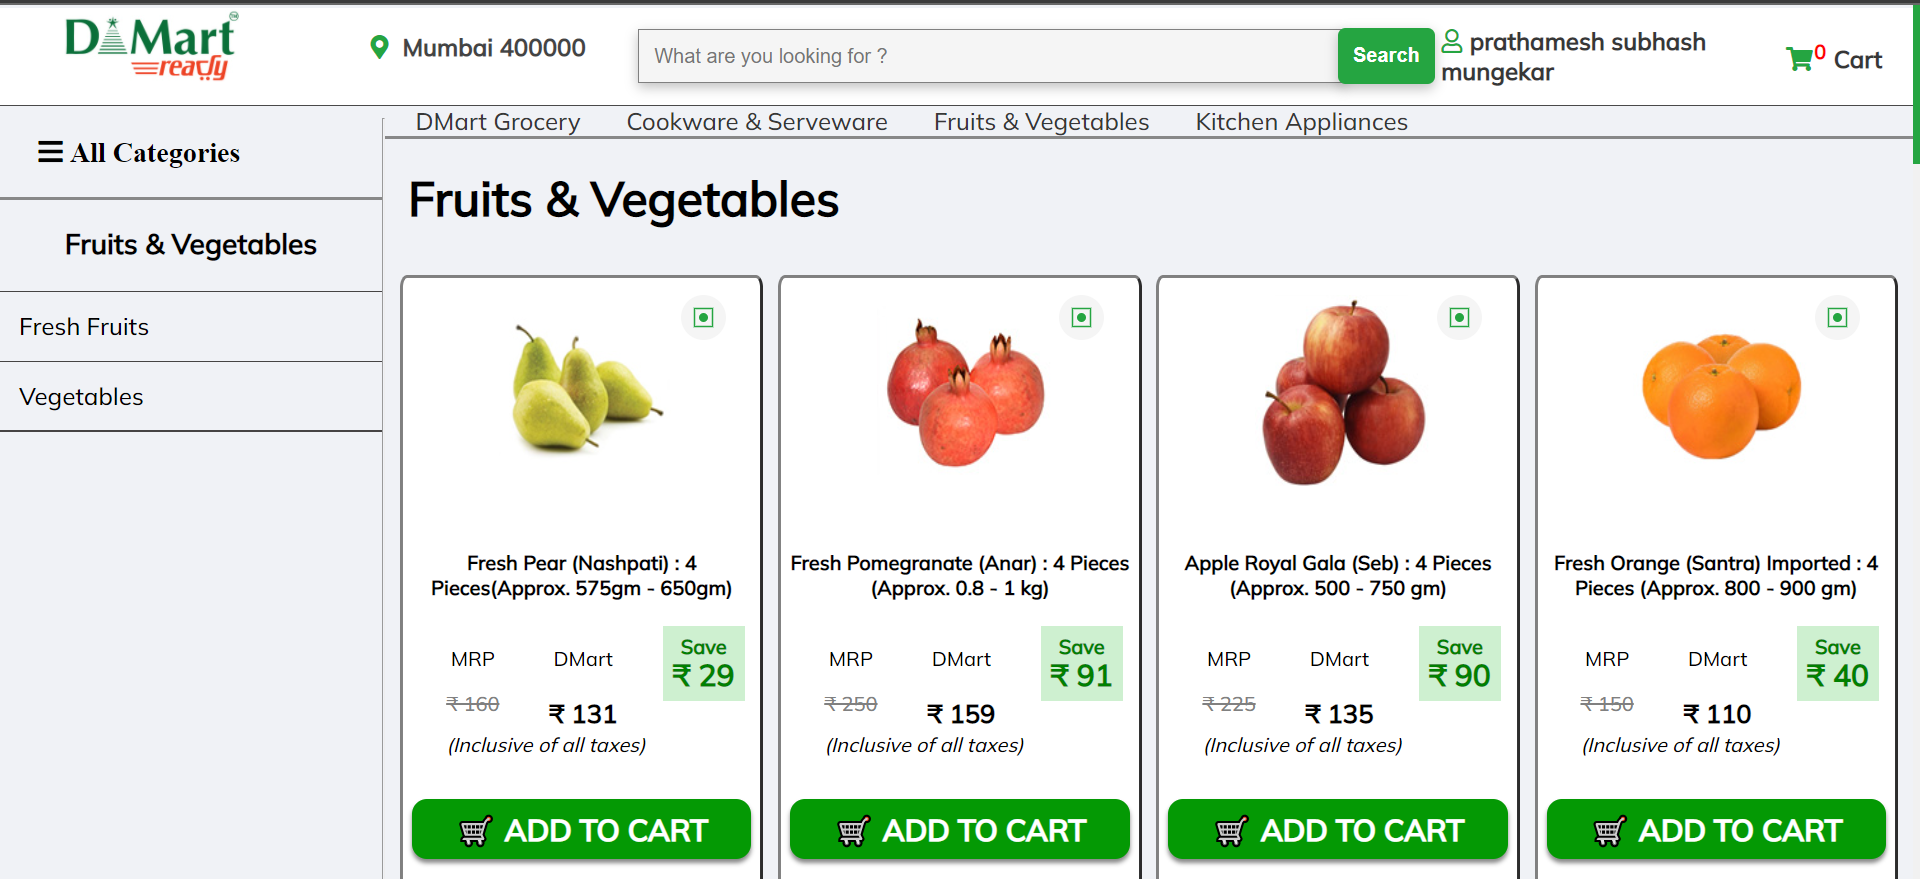 D Mart
ready
Mumbai 400000
What are you looking for ?
Search
prathamesh subhash
mungekar
0 Cart
DMart Grocery Cookware & Serveware Fruits & Vegetables Kitchen Appliances
All Categories
Fruits & Vegetables
Fresh Fruits
Vegetables
Fruits & Vegetables
Fresh Pear (Nashpati) : 4
Pieces(Approx. 575gm - 650gm)
MRP DMart Save
₹ 160 ₹ 131 ₹ 29
(Inclusive of all taxes)
ADD TO CART
Fresh Pomegranate (Anar) : 4 Pieces
(Approx. 0.8 - 1 kg)
MRP DMart Save
₹ 250 ₹ 159 ₹ 91
(Inclusive of all taxes)
ADD TO CART
Apple Royal Gala (Seb) : 4 Pieces
(Approx. 500 - 750 gm)
MRP DMart Save
₹ 225 ₹ 135 ₹ 90
(Inclusive of all taxes)
ADD TO CART
Fresh Orange (Santra) Imported : 4
Pieces (Approx. 800 - 900 gm)
MRP DMart Save
₹ 150 ₹ 110 ₹ 40
(Inclusive of all taxes)
ADD TO CART